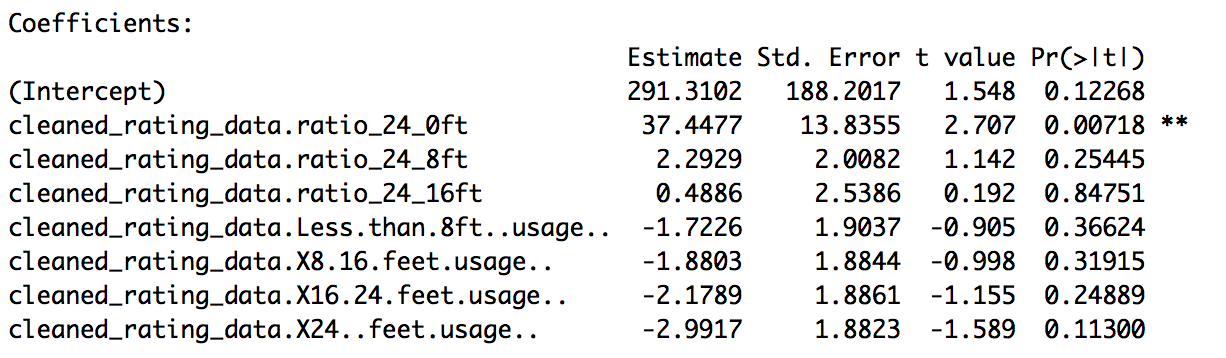 Coefficients:
Estimate Std. Error t value Pr(>|t|)
(Intercept) 291.3102 188.2017 1.548 0.12268
cleaned_rating_data.ratio_24_0ft 37.4477 13.8355 2.707 0.00718 **
cleaned_rating_data.ratio_24_8ft 2.2929 2.0082 1.142 0.25445
cleaned_rating_data.ratio_24_16ft 0.4886 2.5386 0.192 0.84751
cleaned_rating_data.Less.than.8ft..usage.. -1.7226 1.9037 -0.905 0.36624
cleaned_rating_data.X8.16.feet.usage.. -1.8803 1.8844 -0.998 0.31915
cleaned_rating_data.X16.24.feet.usage.. -2.1789 1.8861 -1.155 0.24889
cleaned_rating_data.X24..feet.usage.. -2.9917 1.8823 -1.589 0.11300